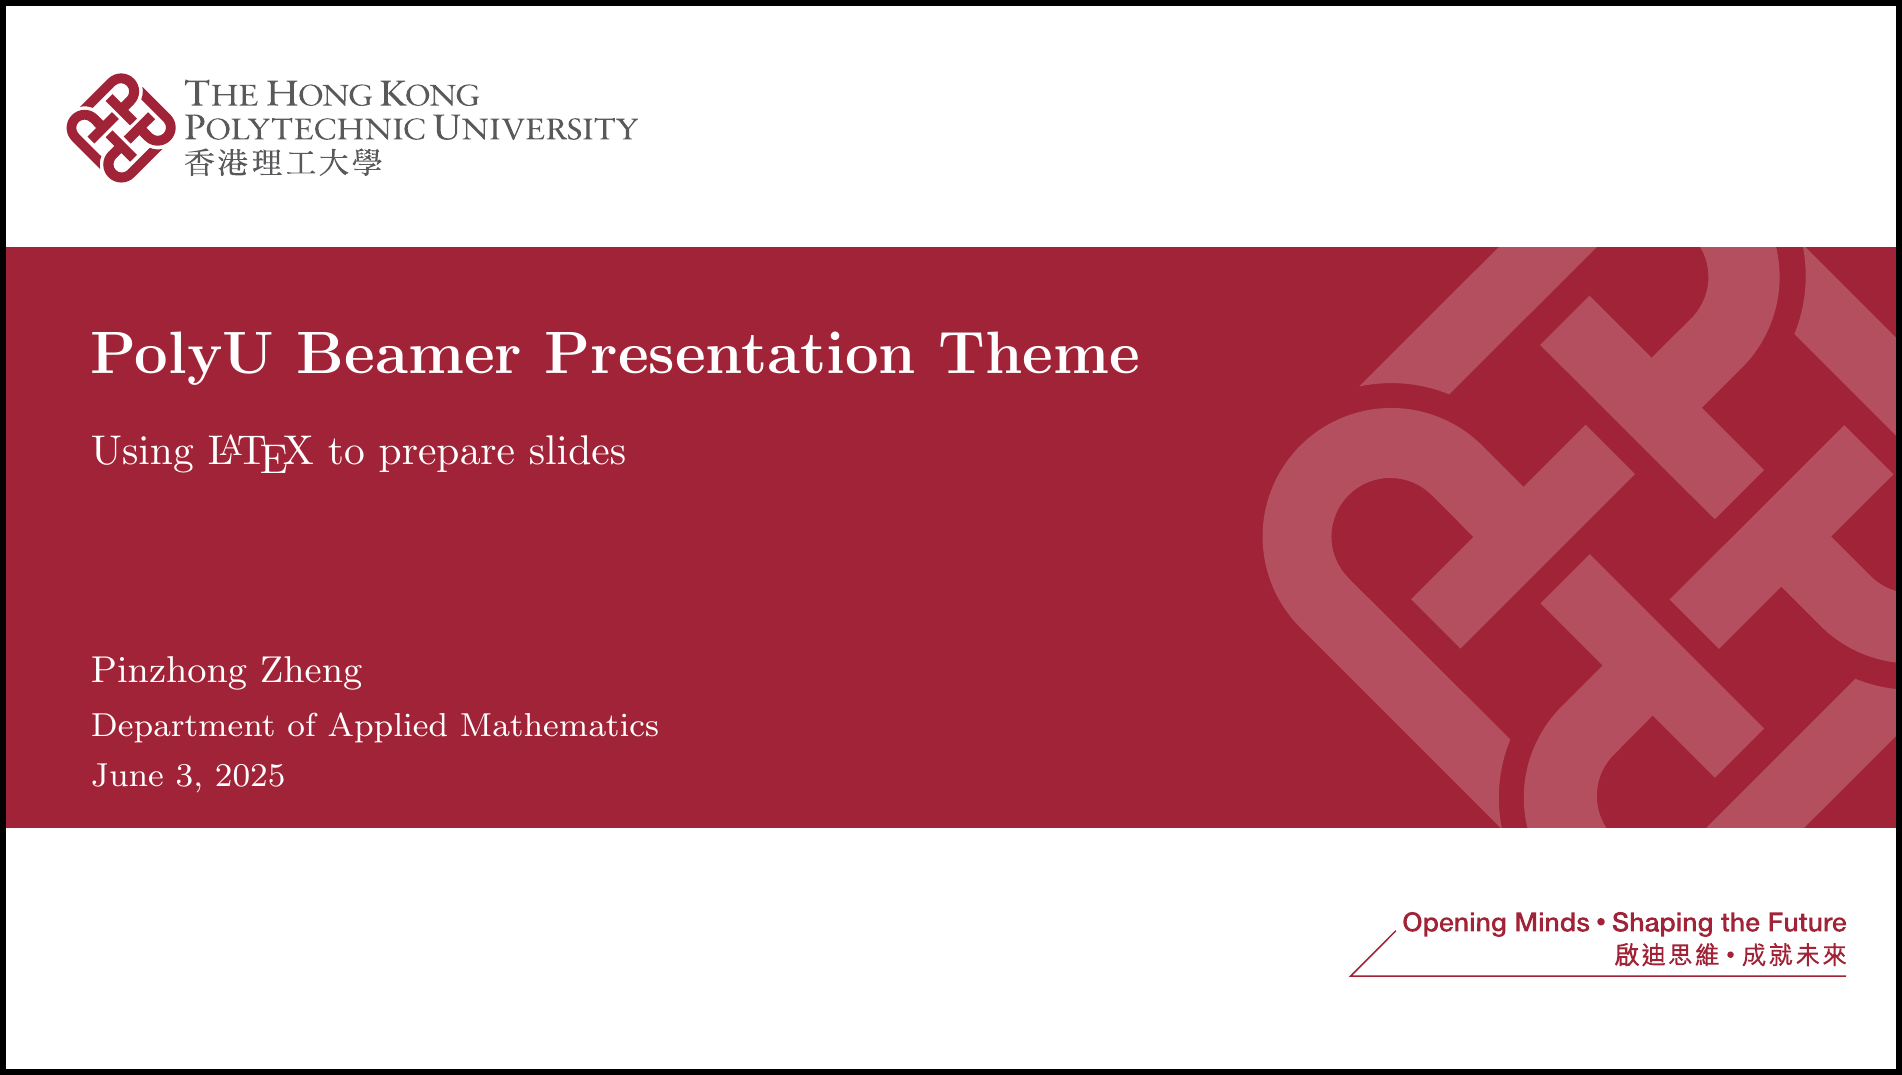 THE HONG KONG
POLYTECHNIC UNIVERSITY
香港理工大學
PolyU Beamer Presentation Theme
Using LATEX to prepare slides
Pinzhong Zheng
Department of Applied Mathematics
June 3, 2025
Opening Minds • Shaping the Future
啟迪思維 • 成就未來